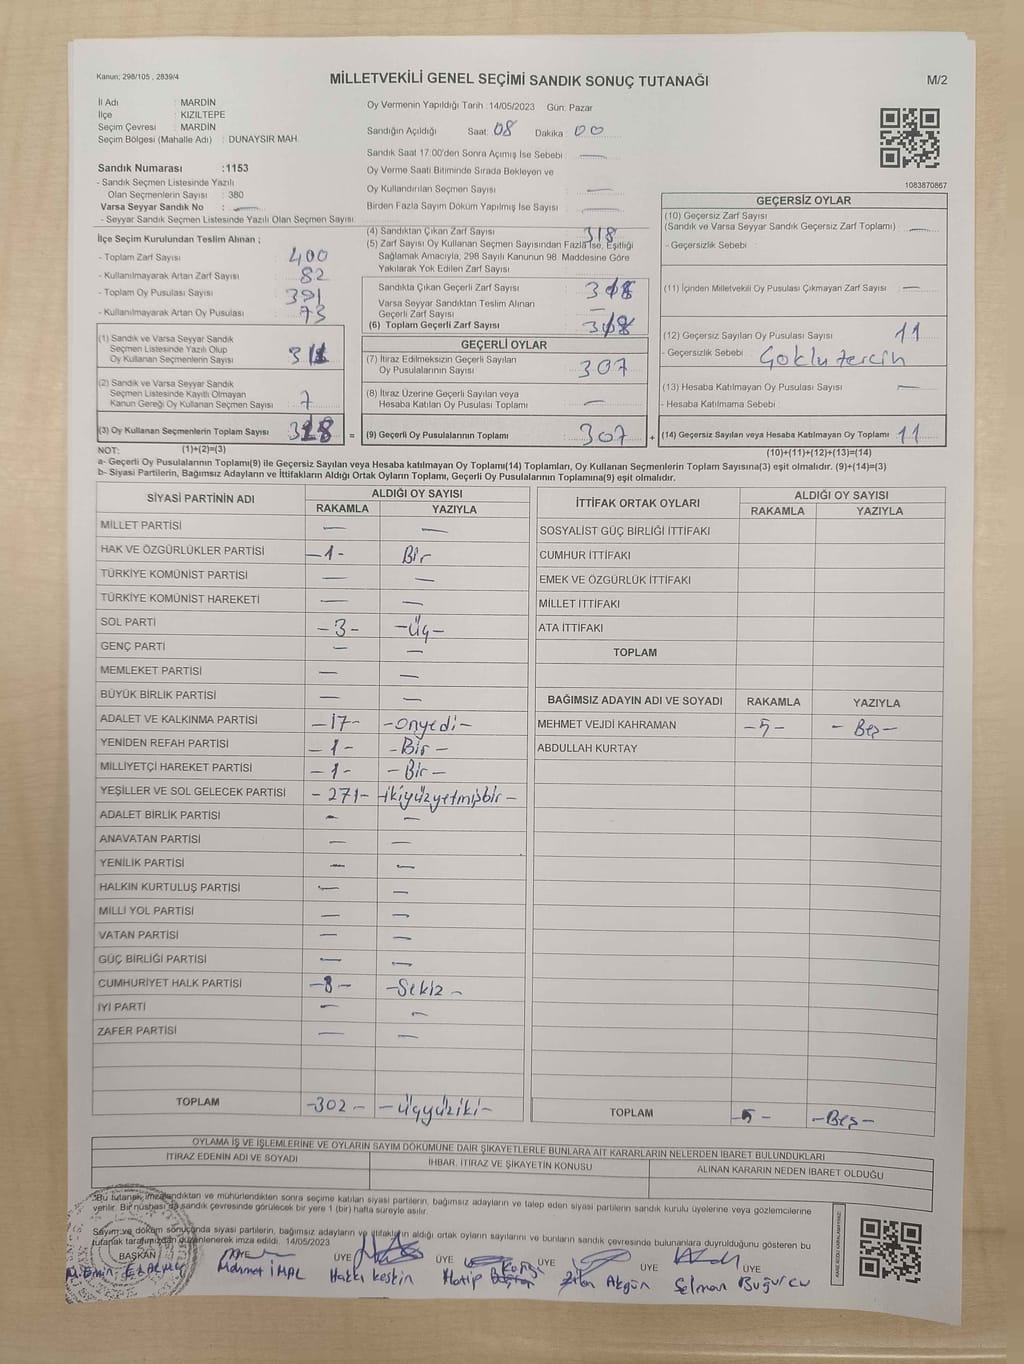 Kanun; 298/105 , 2839/4
MİLLETVEKİLİ GENEL SEÇİMİ SANDIK SONUÇ TUTANAĞI
M/2
İl Adı : MARDİN
İlçe : KIZILTEPE
Seçim Çevresi : MARDİN
Seçim Bölgesi (Mahalle Adı) : DUNAYSIR MAH.
Sandık Numarası :1153
- Sandık Seçmen Listesinde Yazılı
Olan Seçmenlerin Sayısı : 380
Varsa Seyyar Sandık No : —
- Seyyar Sandık Seçmen Listesinde Yazılı Olan Seçmen Sayısı:
Oy Vermenin Yapıldığı Tarih :14/05/2023 Gün: Pazar
Sandığın Açıldığı Saat: 08 Dakika : 00
Sandık Saat 17:00'den Sonra Açımış İse Sebebi : —
Oy Verme Saati Bitiminde Sırada Bekleyen ve
Oy Kullandırılan Seçmen Sayısı : —
Birden Fazla Sayım Döküm Yapılmış İse Sayısı : —
1083870867
İlçe Seçim Kurulundan Teslim Alınan ;
- Toplam Zarf Sayısı : 400
- Kullanılmayarak Artan Zarf Sayısı : 82
- Toplam Oy Pusulası Sayısı : 391
- Kullanılmayarak Artan Oy Pusulası : 73
(1) Sandık ve Varsa Seyyar Sandık
Seçmen Listesinde Yazılı Olup
Oy Kullanan Seçmenlerin Sayısı : 311
(2) Sandık ve Varsa Seyyar Sandık
Seçmen Listesinde Kayıtlı Olmayan
Kanun Gereği Oy Kullanan Seçmen Sayısı : 7
(3) Oy Kullanan Seçmenlerin Toplam Sayısı : 318 =
(4) Sandıktan Çıkan Zarf Sayısı : 318
(5) Zarf Sayısı Oy Kullanan Seçmen Sayısından Fazla İse, Eşitliği
Sağlamak Amacıyla, 298 Sayılı Kanunun 98. Maddesine Göre
Yakılarak Yok Edilen Zarf Sayısı :
Sandıkta Çıkan Geçerli Zarf Sayısı : 318
Varsa Seyyar Sandıktan Teslim Alınan
Geçerli Zarf Sayısı : —
(6) Toplam Geçerli Zarf Sayısı : 318
GEÇERLİ OYLAR
(7) İtiraz Edilmeksizin Geçerli Sayılan
Oy Pusulalarının Sayısı : 307
(8) İtiraz Üzerine Geçerli Sayılan veya
Hesaba Katılan Oy Pusulası Toplamı : —
(9) Geçerli Oy Pusulalarının Toplamı : 307 +
GEÇERSİZ OYLAR
(10) Geçersiz Zarf Sayısı
(Sandık ve Varsa Seyyar Sandık Geçersiz Zarf Toplamı) : —
- Geçersizlik Sebebi :
(11) İçinden Milletvekili Oy Pusulası Çıkmayan Zarf Sayısı : —
(12) Geçersiz Sayılan Oy Pusulası Sayısı : 11
- Geçersizlik Sebebi : Çoklu tercih
(13) Hesaba Katılmayan Oy Pusulası Sayısı : —
- Hesaba Katılmama Sebebi :
(14) Geçersiz Sayılan veya Hesaba Katılmayan Oy Toplamı : 11
NOT: (1)+(2)=(3)
(10)+(11)+(12)+(13)=(14)
a- Geçerli Oy Pusulalarının Toplamı(9) ile Geçersiz Sayılan veya Hesaba katılmayan Oy Toplamı(14) Toplamları, Oy Kullanan Seçmenlerin Toplam Sayısına(3) eşit olmalıdır. (9)+(14)=(3)
b- Siyasi Partilerin, Bağımsız Adayların ve İttifakların Aldığı Ortak Oyların Toplamı, Geçerli Oy Pusulalarının Toplamına(9) eşit olmalıdır.
SİYASİ PARTİNİN ADI ALDIĞI OY SAYISI
RAKAMLA YAZIYLA
MİLLET PARTİSİ — —
HAK VE ÖZGÜRLÜKLER PARTİSİ -1- Bir
TÜRKİYE KOMÜNİST PARTİSİ — —
TÜRKİYE KOMÜNİST HAREKETİ — —
SOL PARTİ -3- -Üç-
GENÇ PARTİ — —
MEMLEKET PARTİSİ — —
BÜYÜK BİRLİK PARTİSİ — —
ADALET VE KALKINMA PARTİSİ -17- -Onyedi-
YENİDEN REFAH PARTİSİ -1- -Bir-
MİLLİYETÇİ HAREKET PARTİSİ -1- -Bir-
YEŞİLLER VE SOL GELECEK PARTİSİ -271- -ikiyüzyetmişbir-
ADALET BİRLİK PARTİSİ — —
ANAVATAN PARTİSİ — —
YENİLİK PARTİSİ — —
HALKIN KURTULUŞ PARTİSİ — —
MİLLİ YOL PARTİSİ — —
VATAN PARTİSİ — —
GÜÇ BİRLİĞİ PARTİSİ — —
CUMHURİYET HALK PARTİSİ -8- -Sekiz-
İYİ PARTİ — —
ZAFER PARTİSİ — —
TOPLAM -302- -Üçyüziki-
İTTİFAK ORTAK OYLARI ALDIĞI OY SAYISI
RAKAMLA YAZIYLA
SOSYALİST GÜÇ BİRLİĞİ İTTİFAKI
CUMHUR İTTİFAKI
EMEK VE ÖZGÜRLÜK İTTİFAKI
MİLLET İTTİFAKI
ATA İTTİFAKI
TOPLAM
BAĞIMSIZ ADAYIN ADI VE SOYADI RAKAMLA YAZIYLA
MEHMET VEJDİ KAHRAMAN -5- -Beş-
ABDULLAH KURTAY
TOPLAM -5- -Beş-
OYLAMA İŞ VE İŞLEMLERİNE VE OYLARIN SAYIM DÖKÜMÜNE DAİR ŞİKAYETLERLE BUNLARA AİT KARARLARIN NELERDEN İBARET BULUNDUKLARI
İTİRAZ EDENİN ADI VE SOYADI İHBAR, İTİRAZ VE ŞİKAYETİN KONUSU ALINAN KARARIN NEDEN İBARET OLDUĞU
"Bu tutanak, imzalandıktan ve mühürlendikten sonra seçime katılan siyasi partilerin, bağımsız adayların ve talep eden siyasi partilerin sandık kurulu üyelerine veya gözlemcilerine
verilir. Bir nüshası da sandık çevresinde görülecek bir yere 1 (bir) hafta süreyle asılır.
Sayım ve döküm sonucunda siyasi partilerin, bağımsız adayların ve ittifakların aldığı ortak oyların sayılarını ve bunların sandık çevresinde bulunanlara duyrulduğunu gösteren bu
tutanak tarafımızdan düzenlenerek imza edildi. 14/05/2023
BAŞKAN ÜYE ÜYE ÜYE ÜYE ÜYE ÜYE
Mehmet İMAL Hakkı Keskin Hatip Zilan Akgün Selman Buğurcu